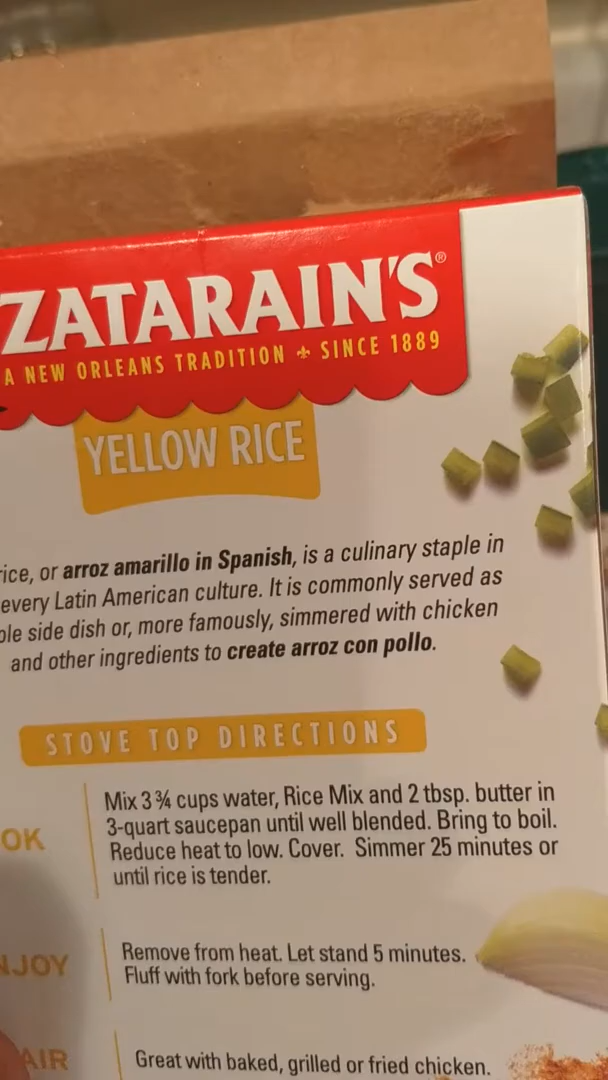 ZATARAIN'S®
A NEW ORLEANS TRADITION ⚜ SINCE 1889
YELLOW RICE
rice, or arroz amarillo in Spanish, is a culinary staple in
every Latin American culture. It is commonly served as
side dish or, more famously, simmered with chicken
and other ingredients to create arroz con pollo.
STOVE TOP DIRECTIONS
OK
Mix 3 ¾ cups water, Rice Mix and 2 tbsp. butter in
3-quart saucepan until well blended. Bring to boil.
Reduce heat to low. Cover. Simmer 25 minutes or
until rice is tender.
NJOY
Remove from heat. Let stand 5 minutes.
Fluff with fork before serving.
AIR
Great with baked, grilled or fried chicken.